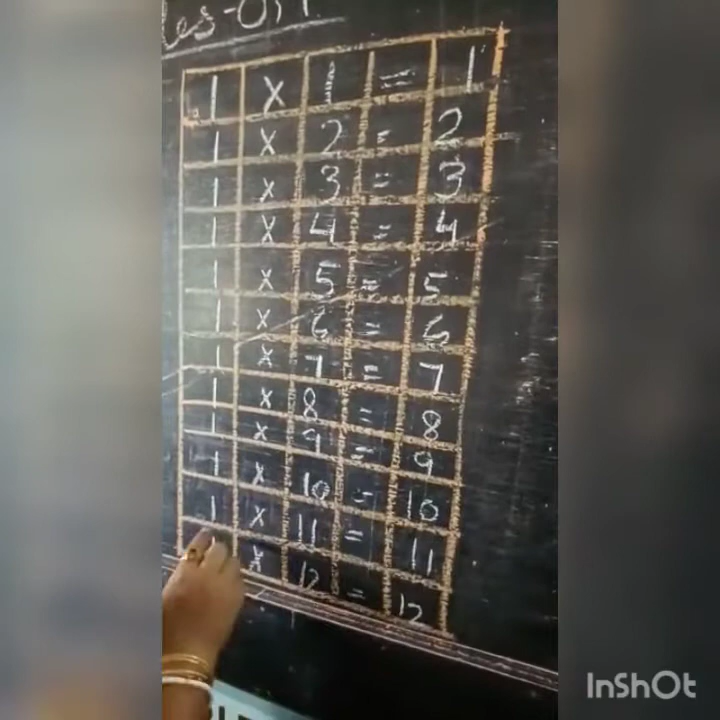 1 × 1 = 1
1 × 2 = 2
1 × 3 = 3
1 × 4 = 4
1 × 5 = 5
1 × 6 = 6
1 × 7 = 7
1 × 8 = 8
1 × 9 = 9
1 × 10 = 10
1 × 11 = 11
1 × 12 = 12
InShOt